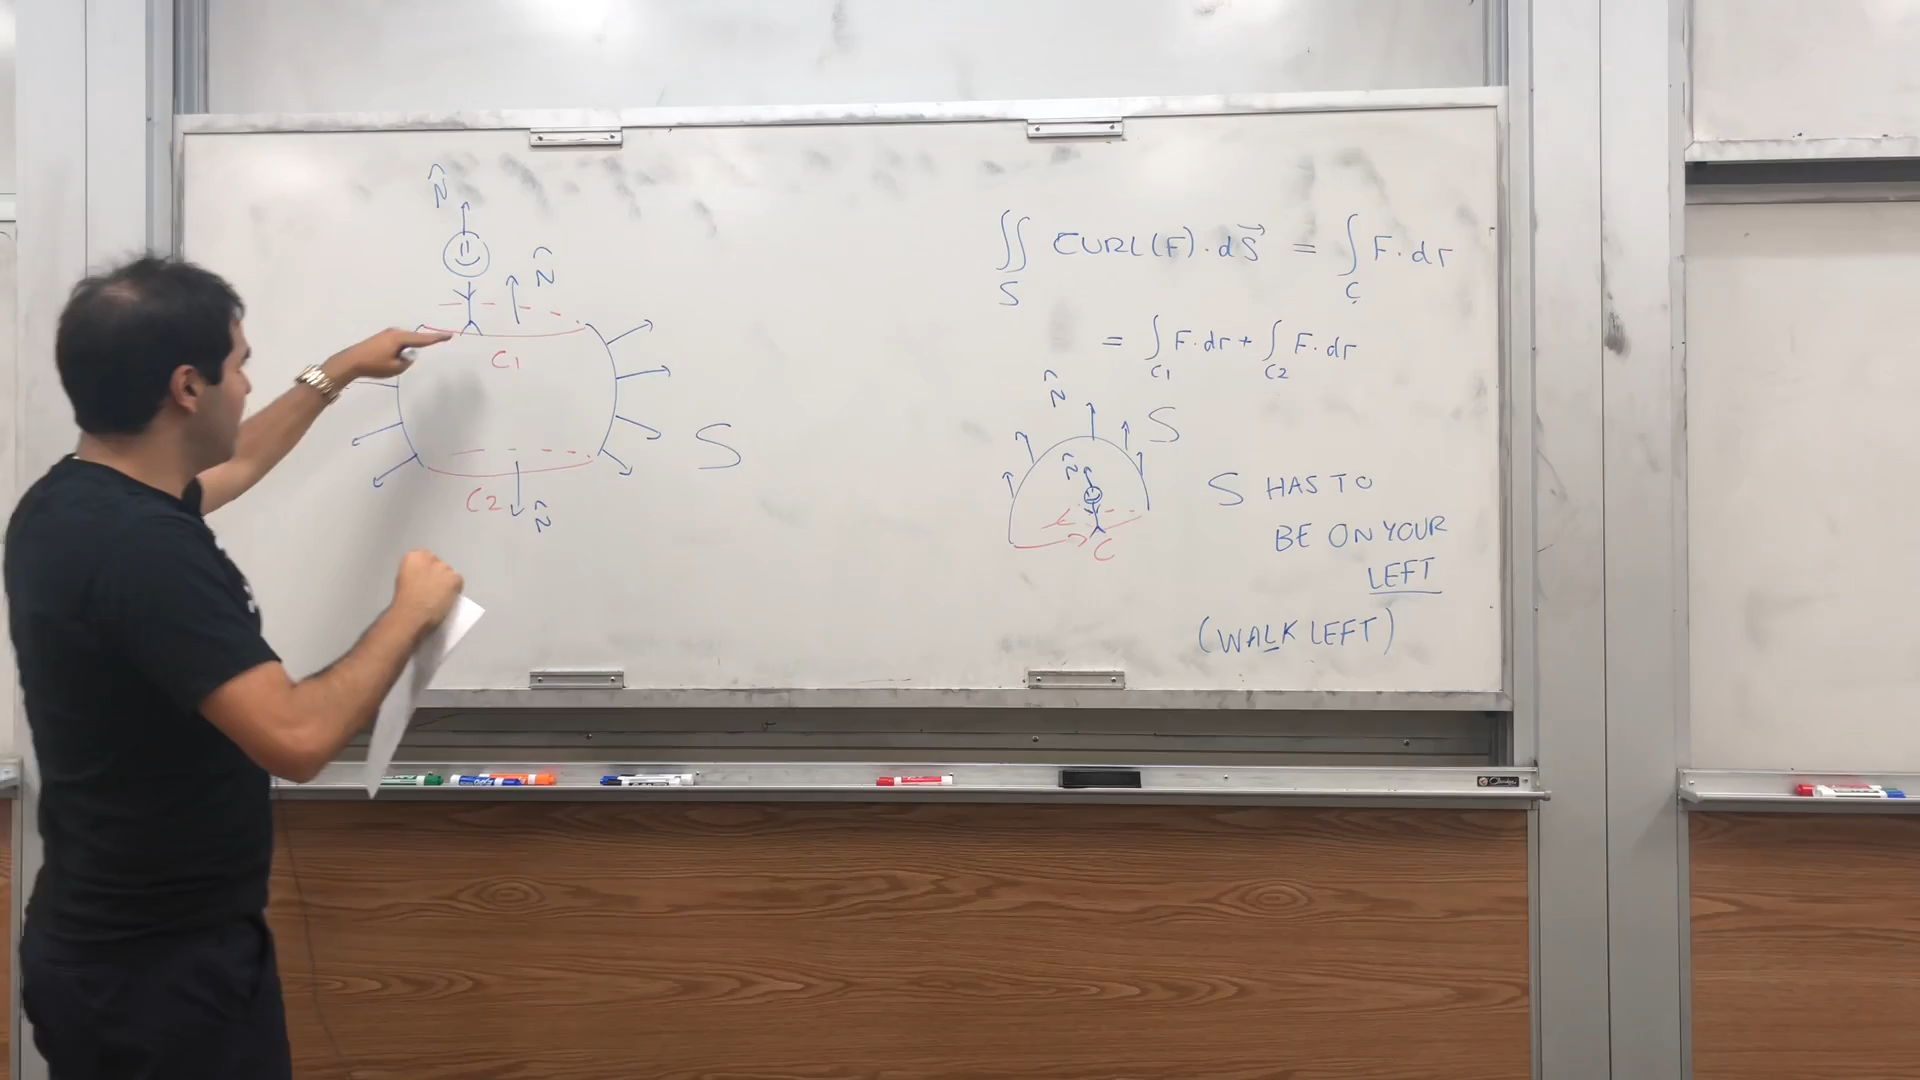 N̂
N̂
C1
S
C2
N̂
∬ CURL(F)·dS⃗ = ∫ F·dr
S C
= ∫ F·dr + ∫ F·dr
C1 C2
N̂
S
N̂
C
S HAS TO
BE ON YOUR
LEFT
(WALK LEFT)